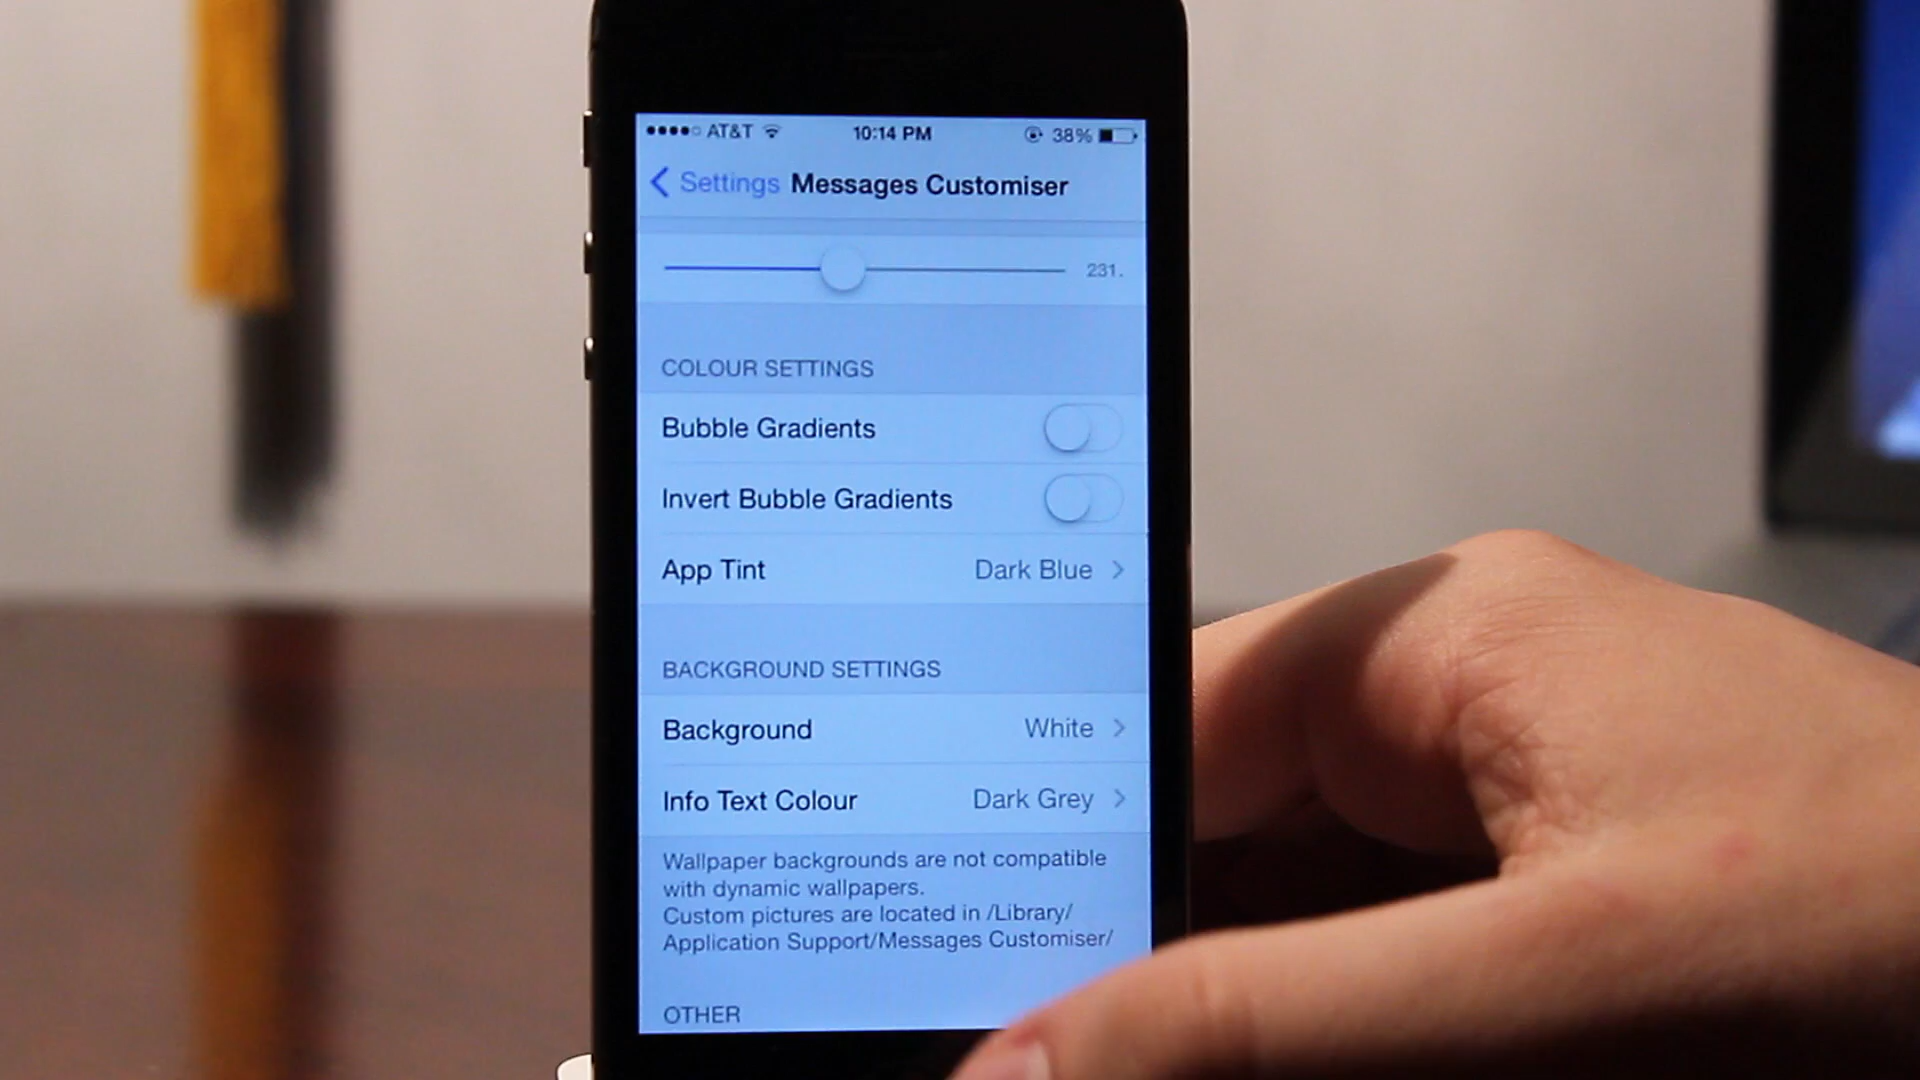 AT&T 10:14 PM 38%
Settings Messages Customiser
231.
COLOUR SETTINGS
Bubble Gradients
Invert Bubble Gradients
App Tint Dark Blue
BACKGROUND SETTINGS
Background White
Info Text Colour Dark Grey
Wallpaper backgrounds are not compatible
with dynamic wallpapers.
Custom pictures are located in /Library/
Application Support/Messages Customiser/
OTHER